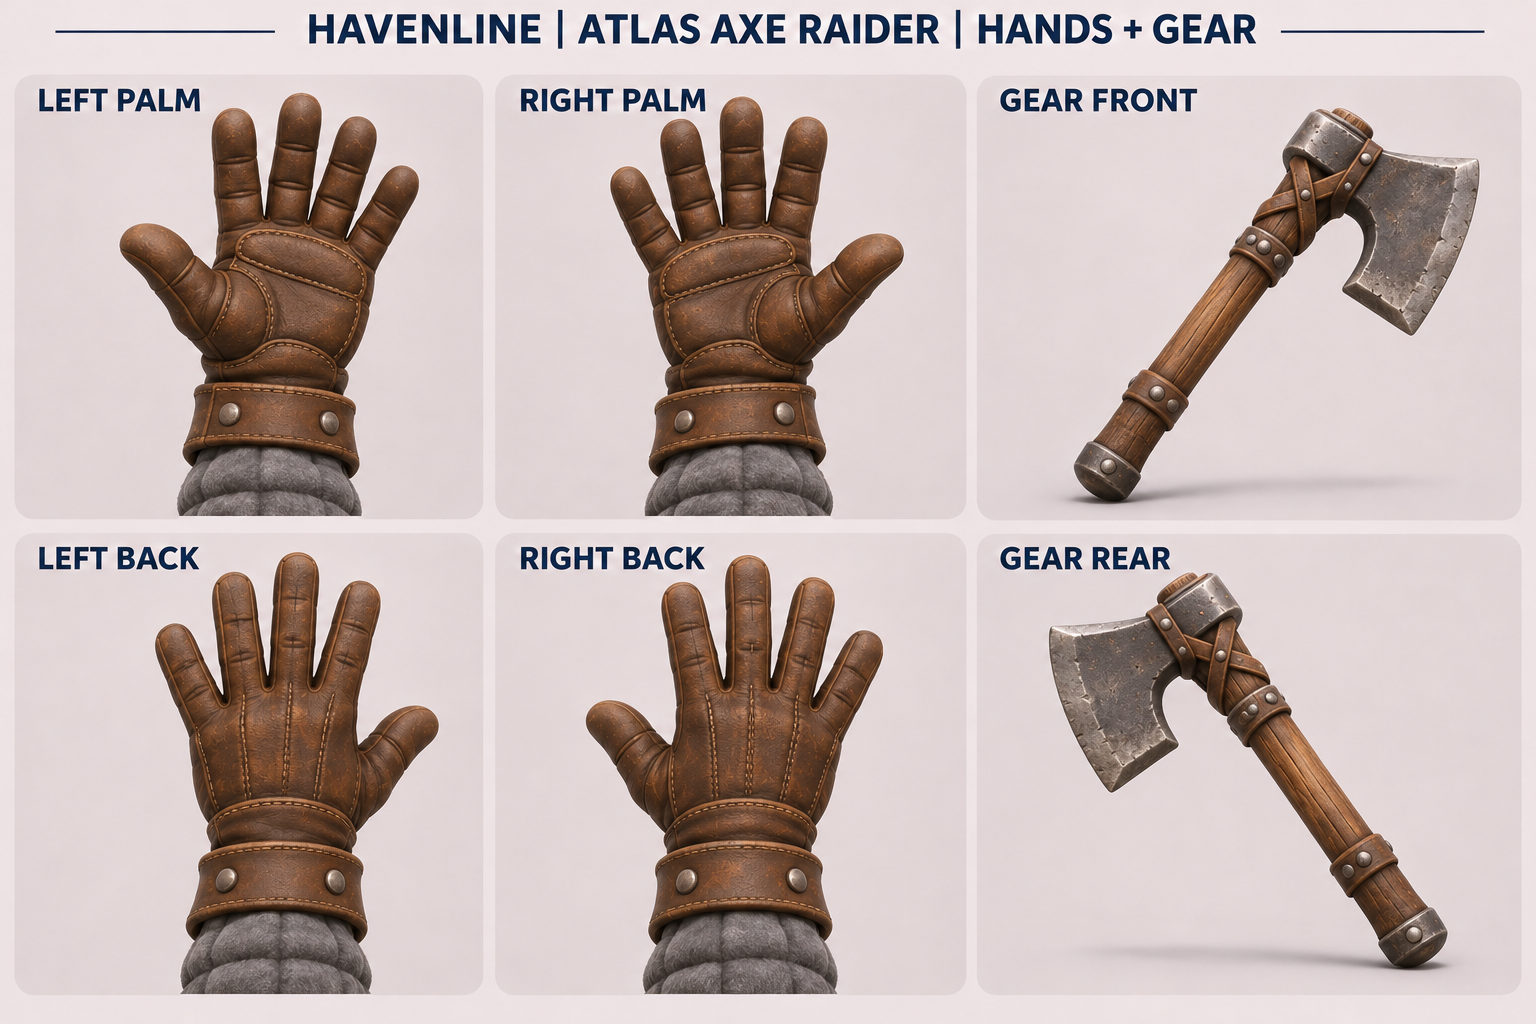 HAVENLINE | ATLAS AXE RAIDER | HANDS + GEAR
LEFT PALM
RIGHT PALM
GEAR FRONT
LEFT BACK
RIGHT BACK
GEAR REAR